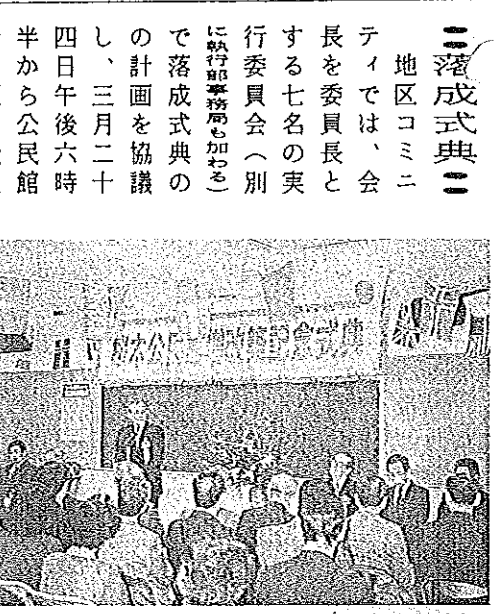 〓落成式典〓
地区コミニ
ティでは、会
長を委員長と
する七名の実
行委員会（別
に執行部事務局も加わる）
で落成式典の
の計画を協議
し、三月二十
四日午後六時
半から公民館